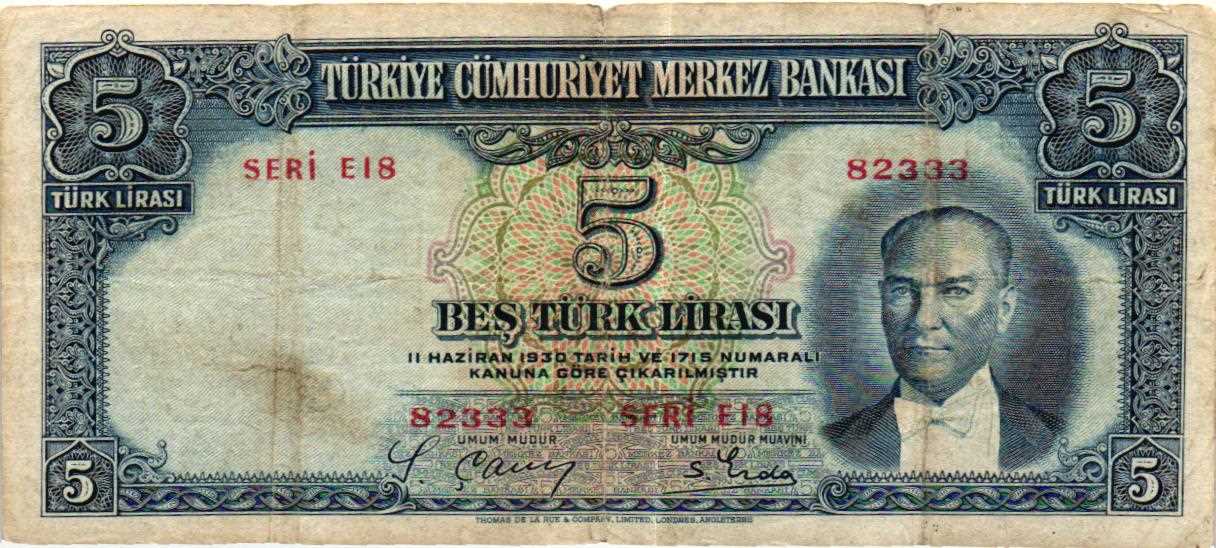 5 TÜRKİYE CÜMHURİYET MERKEZ BANKASI 5
SERİ E18 82333
TÜRK LİRASI 5 TÜRK LİRASI
BEŞ TÜRK LİRASI
11 HAZİRAN 1930 TARİH VE 1715 NUMARALI
KANUNA GÖRE ÇIKARILMIŞTIR
82333 SERİ E18
UMUM MÜDÜR UMUM MÜDÜR MUAVİNİ
5 5
THOMAS DE LA RUE & COMPANY, LIMITED, LONDRES, ANGLETERRE